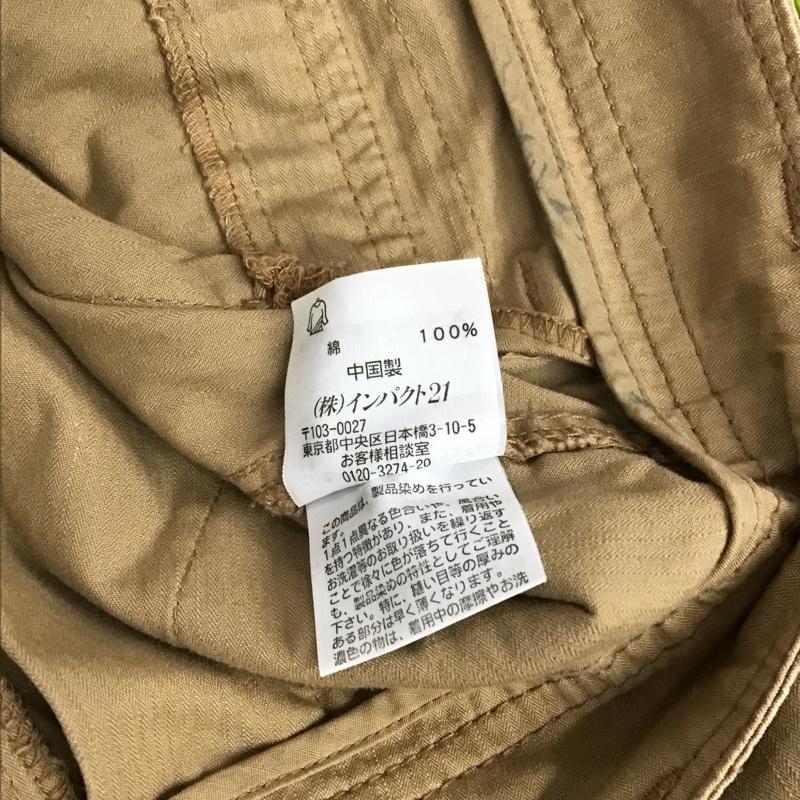 綿 100%
中国製
(株)インパクト21
〒103-0027
東京都中央区日本橋3-10-5
お客様相談室
0120-3274-20
この商品は、製品染めを行ってい
ます。
1点1点異なる色合いや、風合い
を持つ特徴があり、また、着用や
お洗濯等のお取り扱いを繰り返す
ことで徐々に色が落ちて行くこと
も、製品染めの特性としてご理解
下さい。特に、縫い目等の厚みの
ある部分は早く薄くなります。
濃色の物は、着用中の摩擦やお洗